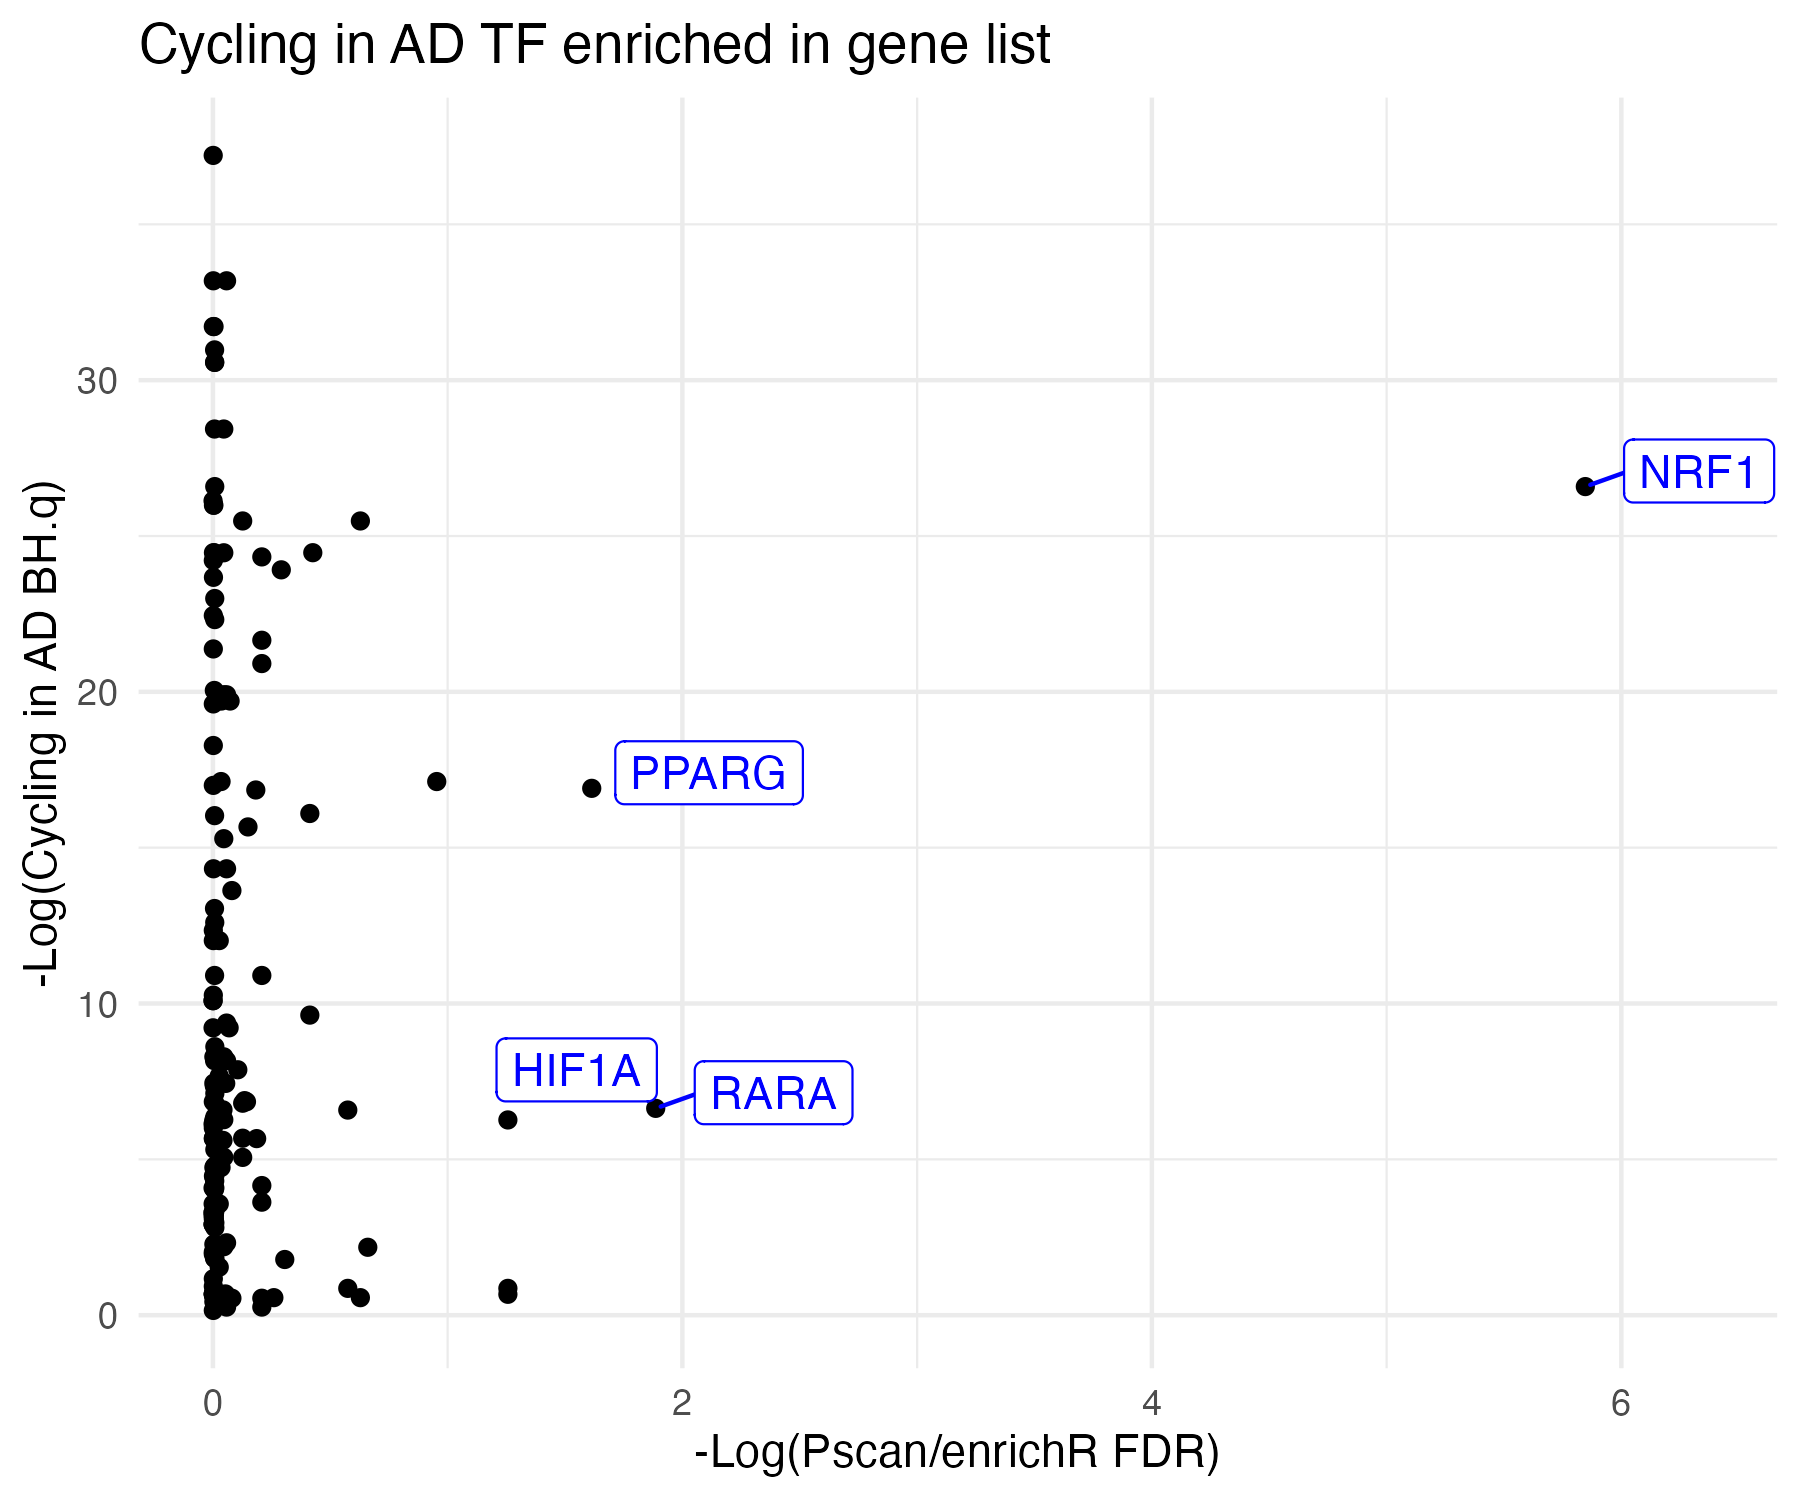 Cycling in AD TF enriched in gene list
-Log(Cycling in AD BH.q)
30
20
10
0
NRF1
PPARG
HIF1A
RARA
0
2
4
6
-Log(Pscan/enrichR FDR)